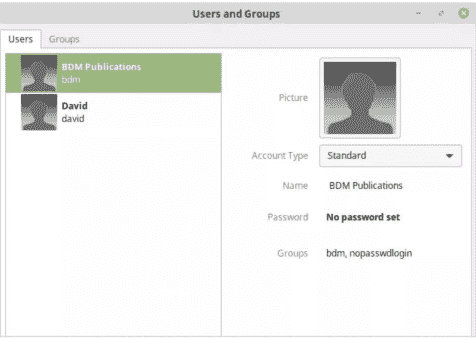 Users and Groups
Users Groups
BDM Publications
bdm
David
david
Picture
Account Type Standard
Name BDM Publications
Password No password set
Groups bdm, nopasswdlogin